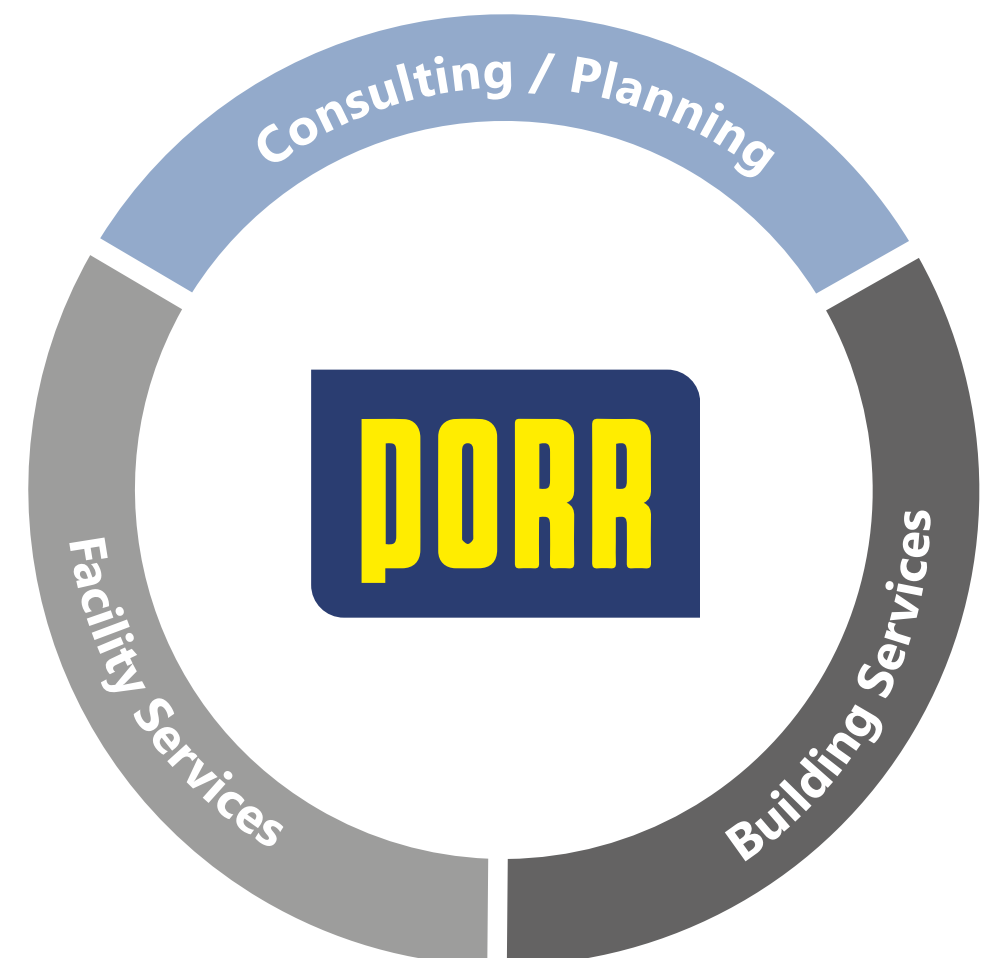 Consulting / Planning
PORR
Facility Services
Building Services